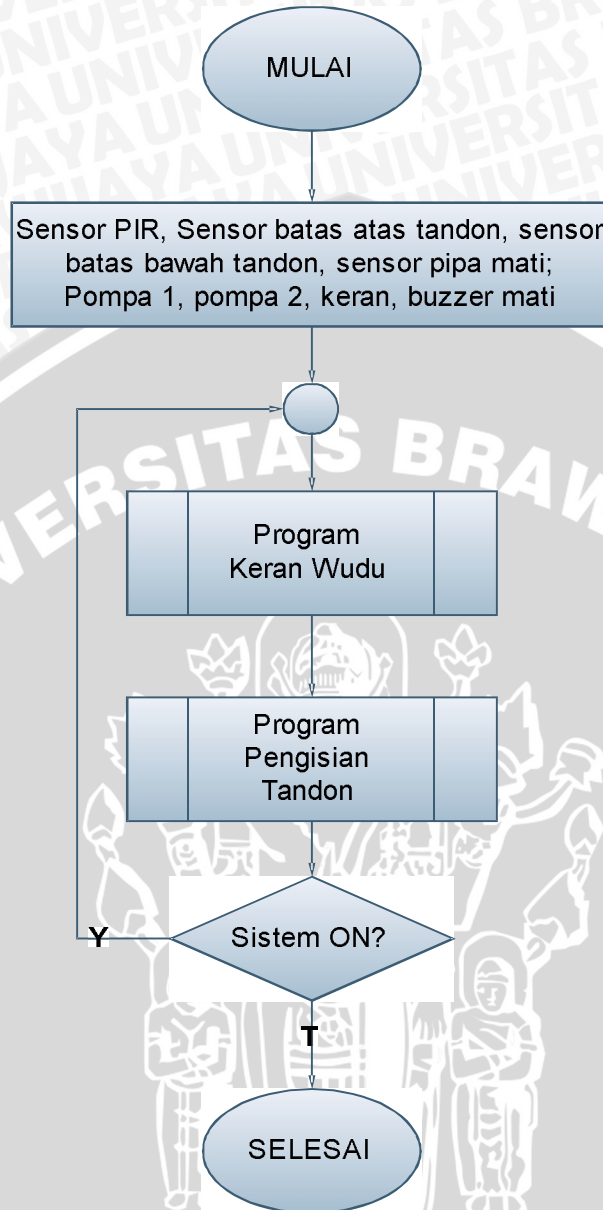 MULAI
Sensor PIR, Sensor batas atas tandon, sensor
batas bawah tandon, sensor pipa mati;
Pompa 1, pompa 2, keran, buzzer mati
Program
Keran Wudu
Program
Pengisian
Tandon
Sistem ON?
Y
T
SELESAI